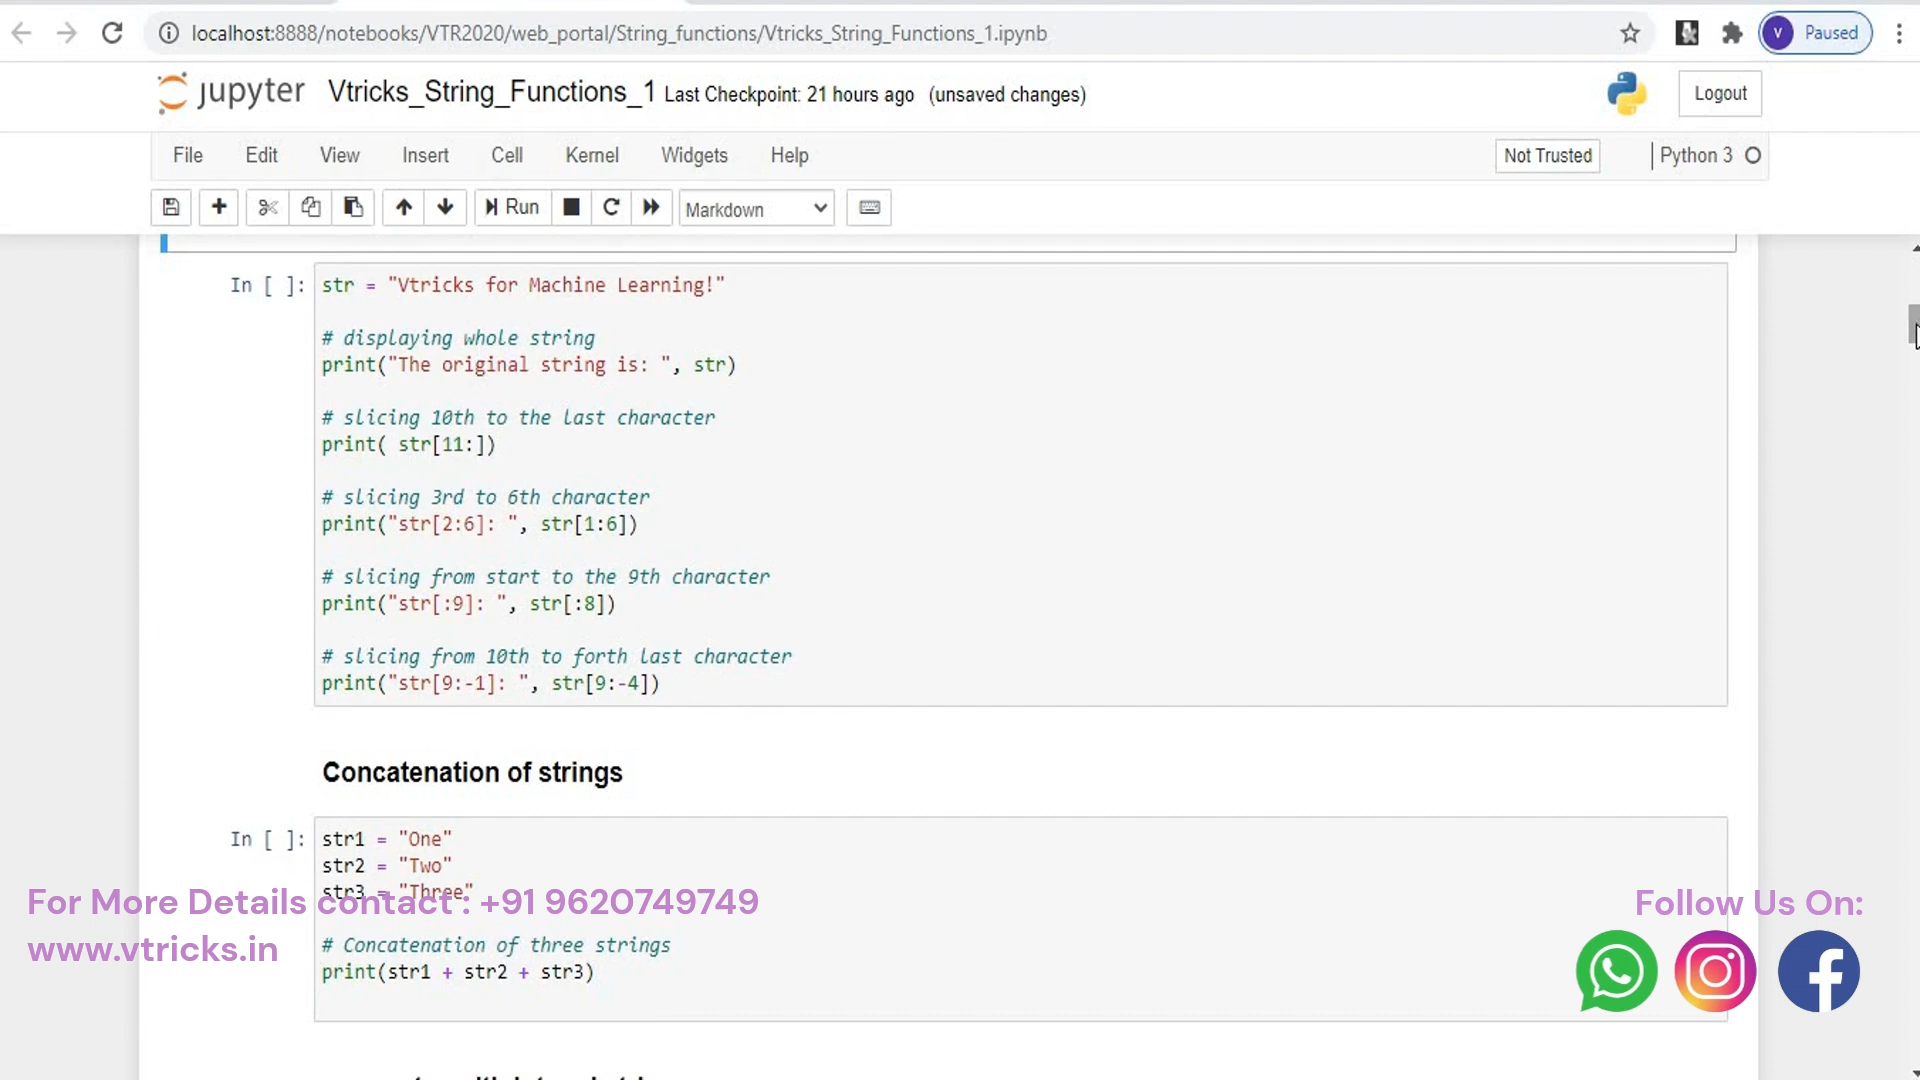 localhost:8888/notebooks/VTR2020/web_portal/String_functions/Vtricks_String_Functions_1.ipynb
V Paused
jupyter Vtricks_String_Functions_1 Last Checkpoint: 21 hours ago (unsaved changes)
Logout
File Edit View Insert Cell Kernel Widgets Help
Not Trusted
Python 3
Run
Markdown
In [ ]:
str = "Vtricks for Machine Learning!"
# displaying whole string
print("The original string is: ", str)
# slicing 10th to the last character
print( str[11:])
# slicing 3rd to 6th character
print("str[2:6]: ", str[1:6])
# slicing from start to the 9th character
print("str[:9]: ", str[:8])
# slicing from 10th to forth last character
print("str[9:-1]: ", str[9:-4])
Concatenation of strings
In [ ]:
str1 = "One"
str2 = "Two"
str3 = "Three"
# Concatenation of three strings
print(str1 + str2 + str3)
For More Details contact : +91 9620749749
www.vtricks.in
Follow Us On: